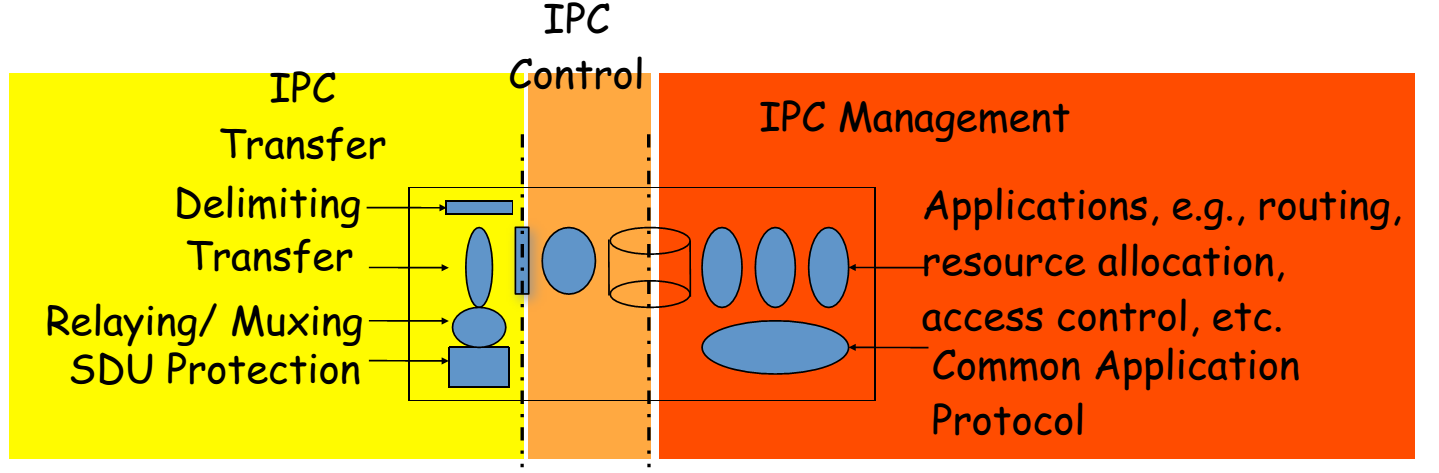 IPC
Control
IPC
Transfer
IPC Management
Delimiting
Transfer
Relaying/ Muxing
SDU Protection
Applications, e.g., routing,
resource allocation,
access control, etc.
Common Application
Protocol